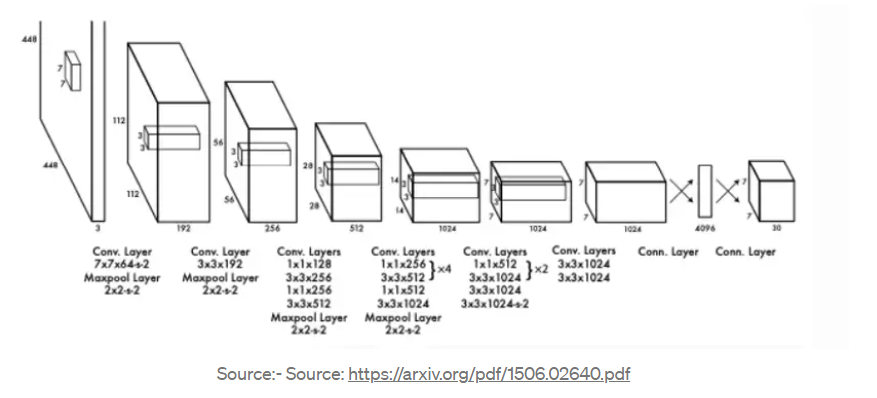 448
448
7
7
3
112
112
3
3
192
56
56
3
3
256
28
28
3
3
512
14
14
3
3
1024
7
7
3
3
1024
7
7
1024
4096
7
7
30
Conv. Layer
7x7x64-s-2
Maxpool Layer
2x2-s-2
Conv. Layer
3x3x192
Maxpool Layer
2x2-s-2
Conv. Layers
1x1x128
3x3x256
1x1x256
3x3x512
Maxpool Layer
2x2-s-2
Conv. Layers
1x1x256
3x3x512 }x4
1x1x512
3x3x1024
Maxpool Layer
2x2-s-2
Conv. Layers
1x1x512
3x3x1024 }x2
3x3x1024
3x3x1024-s-2
Conv. Layers
3x3x1024
3x3x1024
Conn. Layer
Conn. Layer
Source:- Source: https://arxiv.org/pdf/1506.02640.pdf